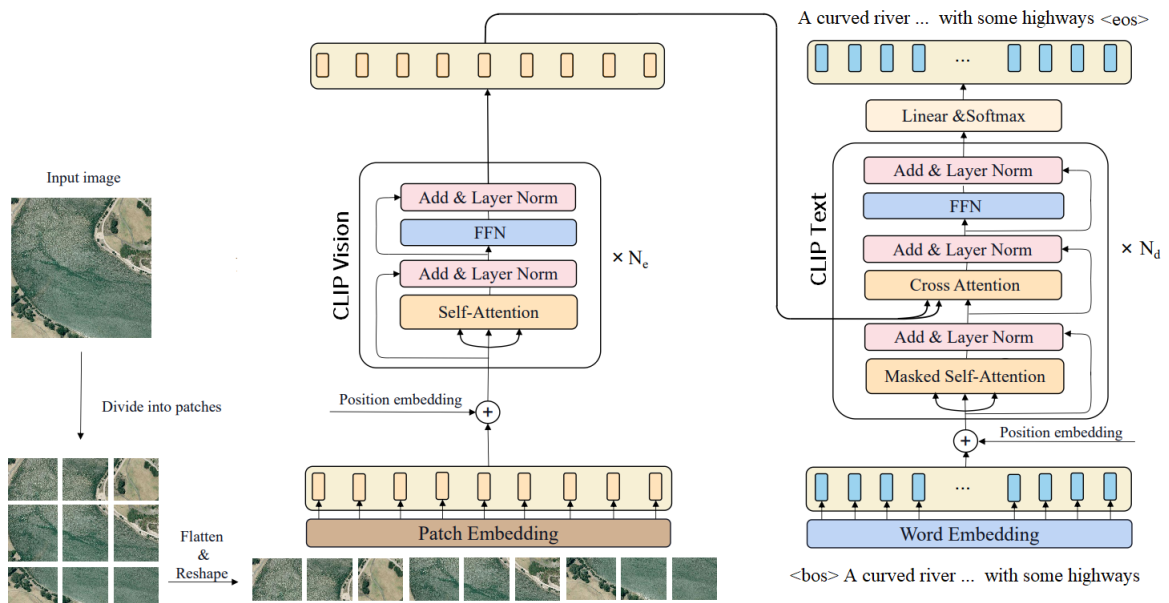 Input image
Divide into patches
Flatten
&
Reshape
Patch Embedding
Position embedding
+
CLIP Vision
Self-Attention
Add & Layer Norm
FFN
Add & Layer Norm
× Ne
<bos> A curved river ... with some highways
Word Embedding
...
Position embedding
+
CLIP Text
Masked Self-Attention
Add & Layer Norm
Cross Attention
Add & Layer Norm
FFN
Add & Layer Norm
× Nd
Linear &Softmax
...
A curved river ... with some highways <eos>